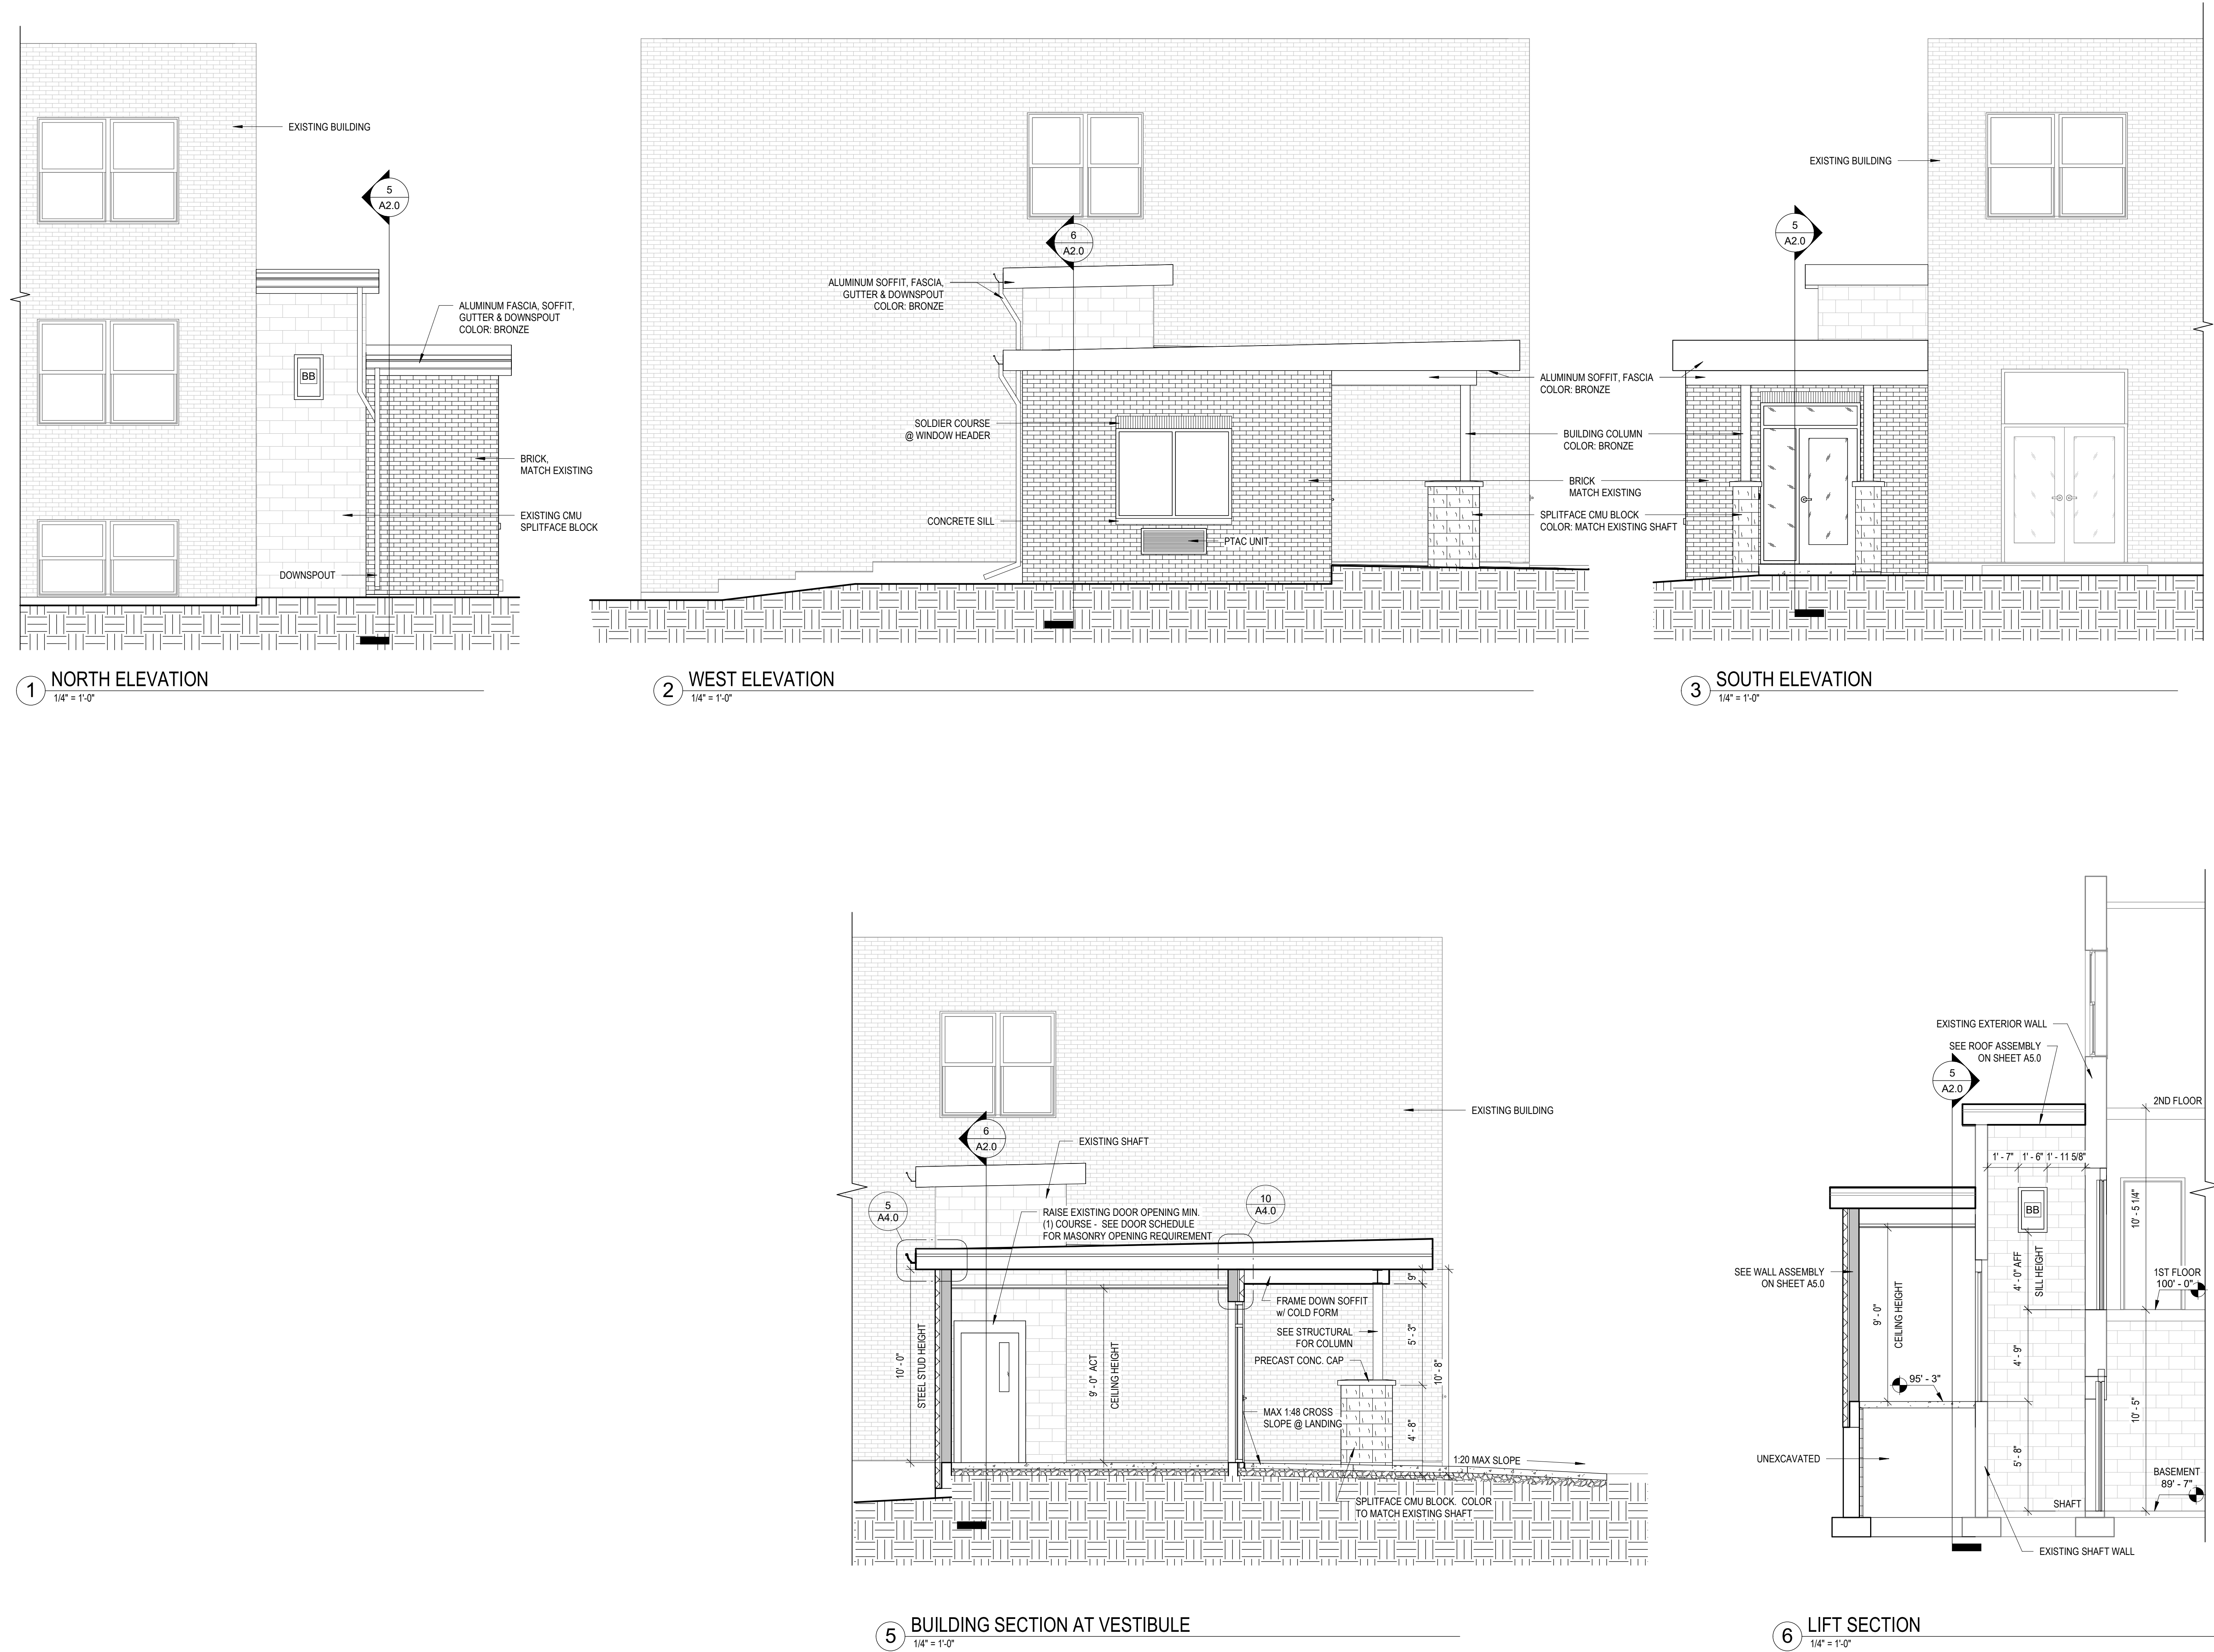 EXISTING BUILDING
5
A2.0
ALUMINUM FASCIA, SOFFIT,
GUTTER & DOWNSPOUT
COLOR: BRONZE
BB
BRICK,
MATCH EXISTING
EXISTING CMU
SPLITFACE BLOCK
DOWNSPOUT
1
NORTH ELEVATION
1/4" = 1'-0"
6
A2.0
ALUMINUM SOFFIT, FASCIA,
GUTTER & DOWNSPOUT
COLOR: BRONZE
SOLDIER COURSE
@ WINDOW HEADER
CONCRETE SILL
PTAC UNIT
ALUMINUM SOFFIT, FASCIA
COLOR: BRONZE
BUILDING COLUMN
COLOR: BRONZE
BRICK
MATCH EXISTING
SPLITFACE CMU BLOCK
COLOR: MATCH EXISTING SHAFT
2
WEST ELEVATION
1/4" = 1'-0"
EXISTING BUILDING
5
A2.0
3
SOUTH ELEVATION
1/4" = 1'-0"
EXISTING BUILDING
6
A2.0
EXISTING SHAFT
5
A4.0
10
A4.0
RAISE EXISTING DOOR OPENING MIN.
(1) COURSE - SEE DOOR SCHEDULE
FOR MASONRY OPENING REQUIREMENT
10' - 0"
STEEL STUD HEIGHT
9' - 0" ACT
CEILING HEIGHT
FRAME DOWN SOFFIT
w/ COLD FORM
SEE STRUCTURAL
FOR COLUMN
PRECAST CONC. CAP
MAX 1:48 CROSS
SLOPE @ LANDING
9"
5' - 3"
4' - 8"
10' - 8"
1:20 MAX SLOPE
SPLITFACE CMU BLOCK.  COLOR
TO MATCH EXISTING SHAFT
5
BUILDING SECTION AT VESTIBULE
1/4" = 1'-0"
EXISTING EXTERIOR WALL
SEE ROOF ASSEMBLY
ON SHEET A5.0
5
A2.0
2ND FLOOR
1' - 7"
1' - 6"
1' - 11 5/8"
BB
10' - 5 1/4"
4' - 0" AFF
SILL HEIGHT
SEE WALL ASSEMBLY
ON SHEET A5.0
9' - 0"
CEILING HEIGHT
1ST FLOOR
100' - 0"
4' - 9"
95' - 3"
10' - 5"
5' - 8"
UNEXCAVATED
BASEMENT
89' - 7"
SHAFT
EXISTING SHAFT WALL
6
LIFT SECTION
1/4" = 1'-0"